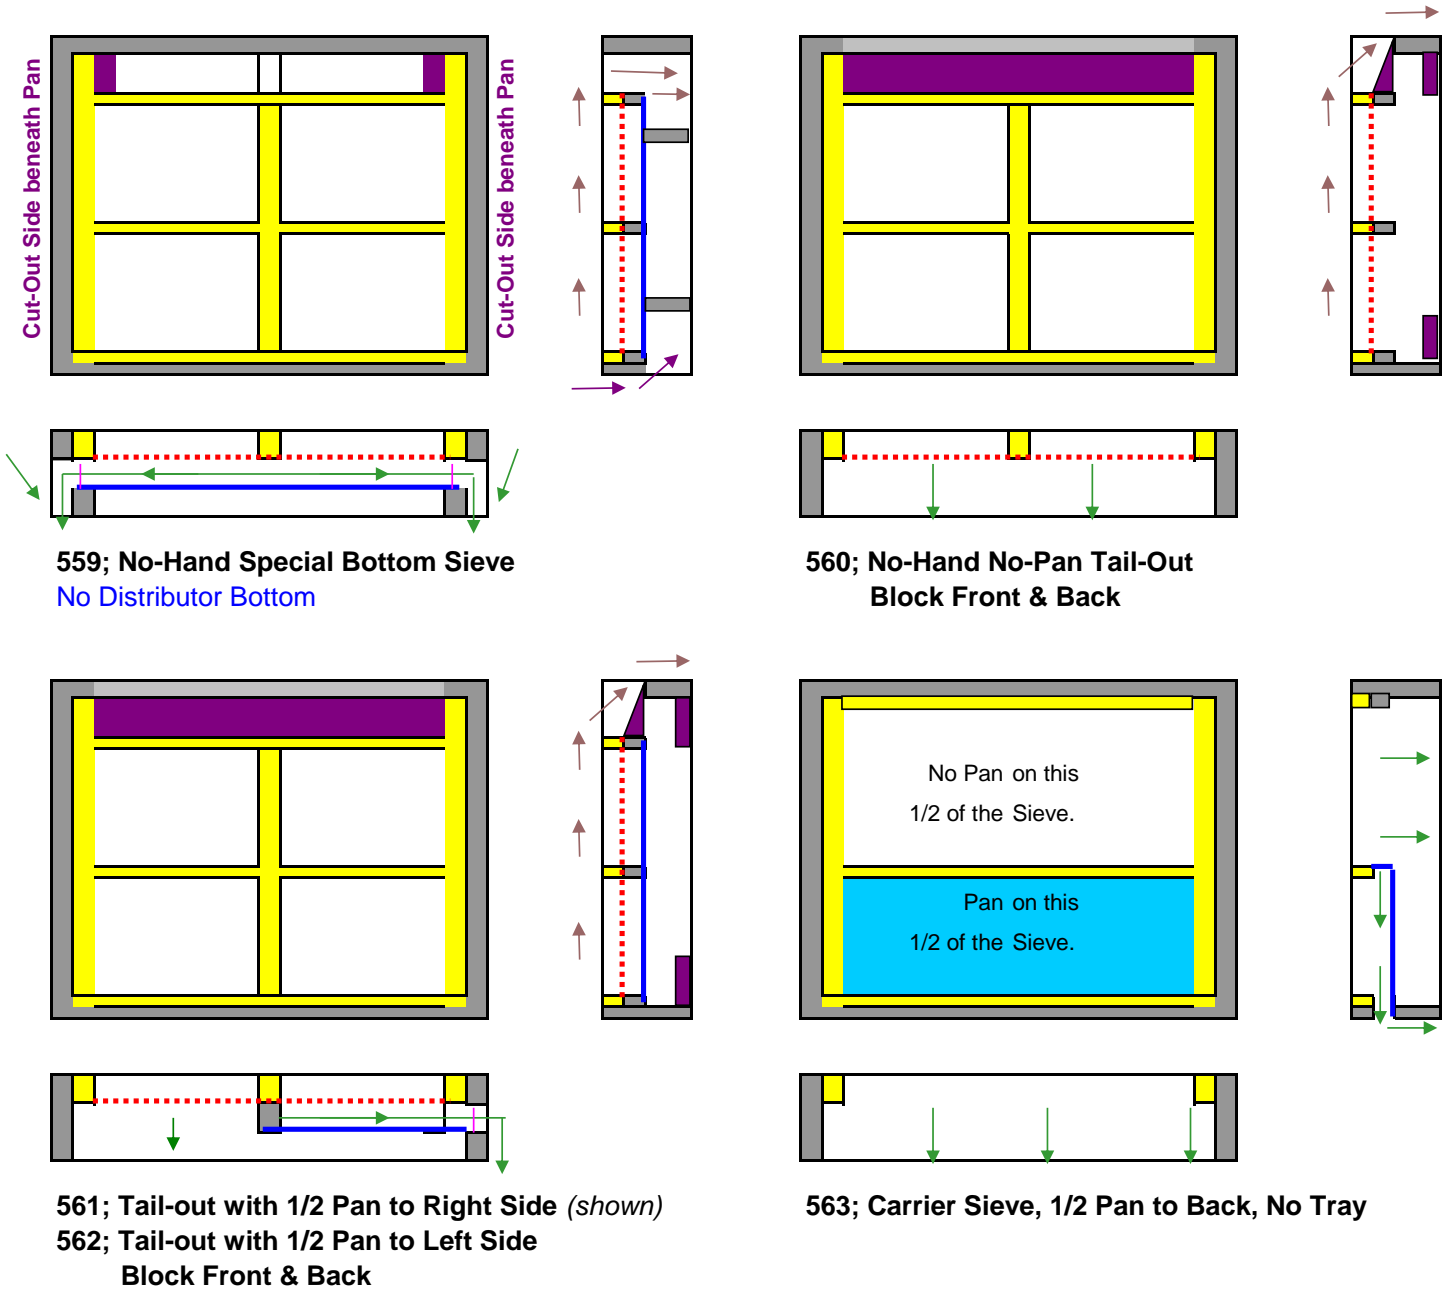 Cut-Out Side beneath Pan
Cut-Out Side beneath Pan
559; No-Hand Special Bottom Sieve
No Distributor Bottom
560; No-Hand No-Pan Tail-Out
Block Front & Back
No Pan on this
1/2 of the Sieve.
Pan on this
1/2 of the Sieve.
561; Tail-out with 1/2 Pan to Right Side (shown)
562; Tail-out with 1/2 Pan to Left Side
Block Front & Back
563; Carrier Sieve, 1/2 Pan to Back, No Tray